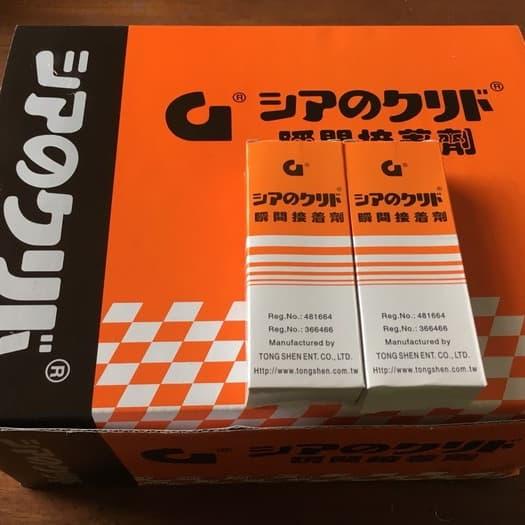 シアのクリド®
G® シアのクリド®
瞬間接着劑
G®
シアのクリド®
瞬間接着劑
Reg.No.: 481664
Reg.No.: 366466
Manufactured by
TONG SHEN ENT. CO., LTD.
Http://www.tongshen.com.tw
G®
シアのクリド®
瞬間接着劑
Reg.No.: 481664
Reg.No.: 366466
Manufactured by
TONG SHEN ENT. CO., LTD.
Http://www.tongshen.com.tw
G® シアのクリド
瞬間接着劑